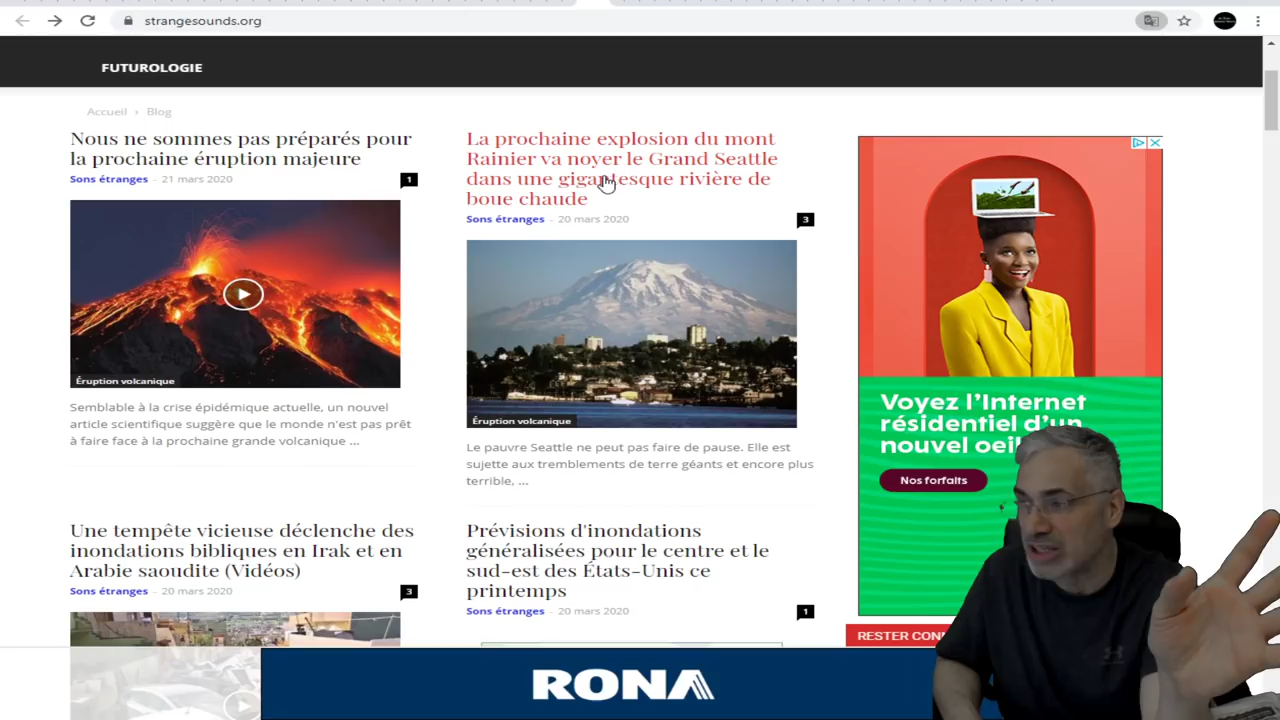 strangesounds.org
FUTUROLOGIE
Accueil › Blog
Nous ne sommes pas préparés pour
la prochaine éruption majeure
Sons étranges - 21 mars 2020
1
Éruption volcanique
Semblable à la crise épidémique actuelle, un nouvel
article scientifique suggère que le monde n'est pas prêt
à faire face à la prochaine grande volcanique ...
La prochaine explosion du mont
Rainier va noyer le Grand Seattle
dans une gigantesque rivière de
boue chaude
Sons étranges - 20 mars 2020
3
Éruption volcanique
Le pauvre Seattle ne peut pas faire de pause. Elle est
sujette aux tremblements de terre géants et encore plus
terrible, ...
Une tempête vicieuse déclenche des
inondations bibliques en Irak et en
Arabie saoudite (Vidéos)
Sons étranges - 20 mars 2020
3
Prévisions d'inondations
généralisées pour le centre et le
sud-est des États-Unis ce
printemps
Sons étranges - 20 mars 2020
1
Voyez l'Internet
résidentiel d'un
nouvel oeil
Nos forfaits
RESTER
RONA